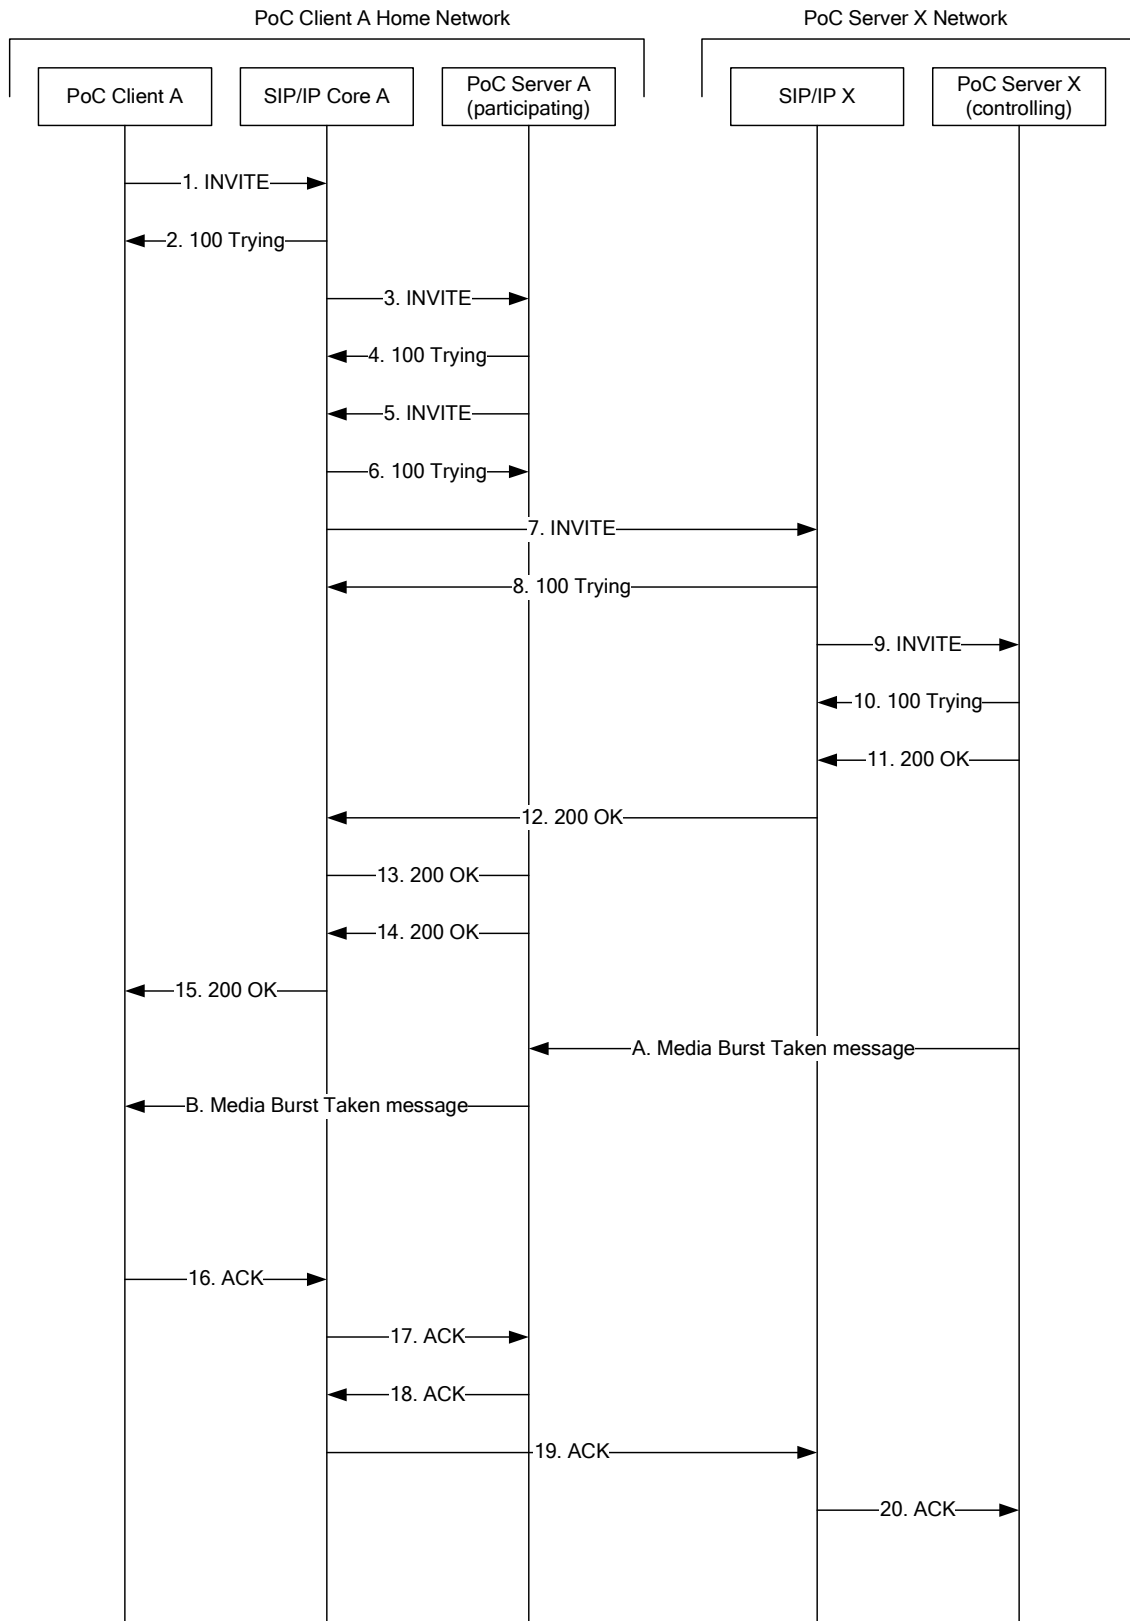 PoC Client A Home Network
PoC Server X Network
PoC Client A
SIP/IP Core A
PoC Server A
(participating)
SIP/IP X
PoC Server X
(controlling)
1. INVITE
2. 100 Trying
3. INVITE
4. 100 Trying
5. INVITE
6. 100 Trying
7. INVITE
8. 100 Trying
9. INVITE
10. 100 Trying
11. 200 OK
12. 200 OK
13. 200 OK
14. 200 OK
15. 200 OK
A. Media Burst Taken message
B. Media Burst Taken message
16. ACK
17. ACK
18. ACK
19. ACK
20. ACK